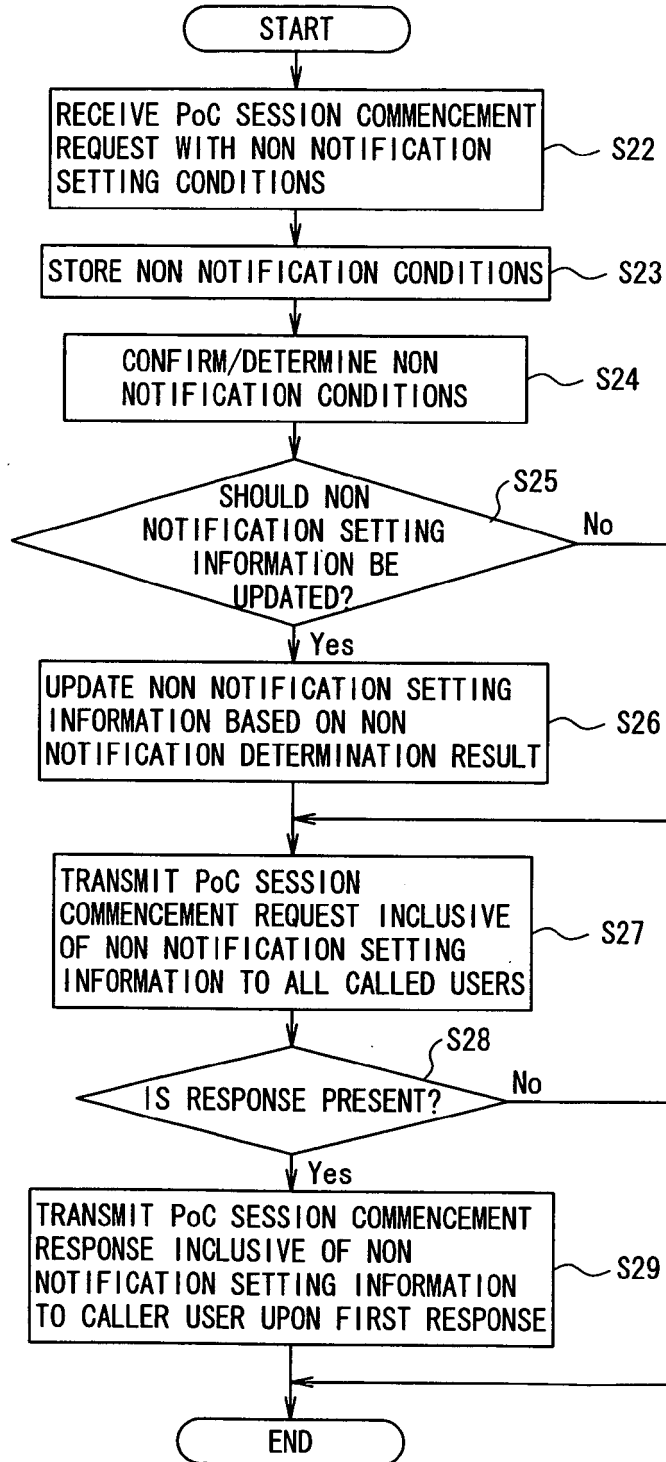 START
RECEIVE PoC SESSION COMMENCEMENT
REQUEST WITH NON NOTIFICATION
SETTING CONDITIONS
S22
STORE NON NOTIFICATION CONDITIONS
S23
CONFIRM/DETERMINE NON
NOTIFICATION CONDITIONS
S24
S25
SHOULD NON
NOTIFICATION SETTING
INFORMATION BE
UPDATED?
No
Yes
UPDATE NON NOTIFICATION SETTING
INFORMATION BASED ON NON
NOTIFICATION DETERMINATION RESULT
S26
TRANSMIT PoC SESSION
COMMENCEMENT REQUEST INCLUSIVE
OF NON NOTIFICATION SETTING
INFORMATION TO ALL CALLED USERS
S27
S28
IS RESPONSE PRESENT?
No
Yes
TRANSMIT PoC SESSION COMMENCEMENT
RESPONSE INCLUSIVE OF NON
NOTIFICATION SETTING INFORMATION
TO CALLER USER UPON FIRST RESPONSE
S29
END